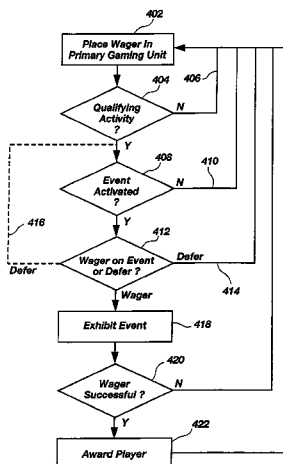 402
Place Wager in
Primary Gaming Unit
406
404
Qualifying
Activity
?
N
Y
408
410
Event
Activated
?
N
416
Y
412
Wager on Event
or Defer ?
Defer
Defer
414
Wager
Exhibit Event
418
420
Wager
Successful ?
N
Y
422
Award Player